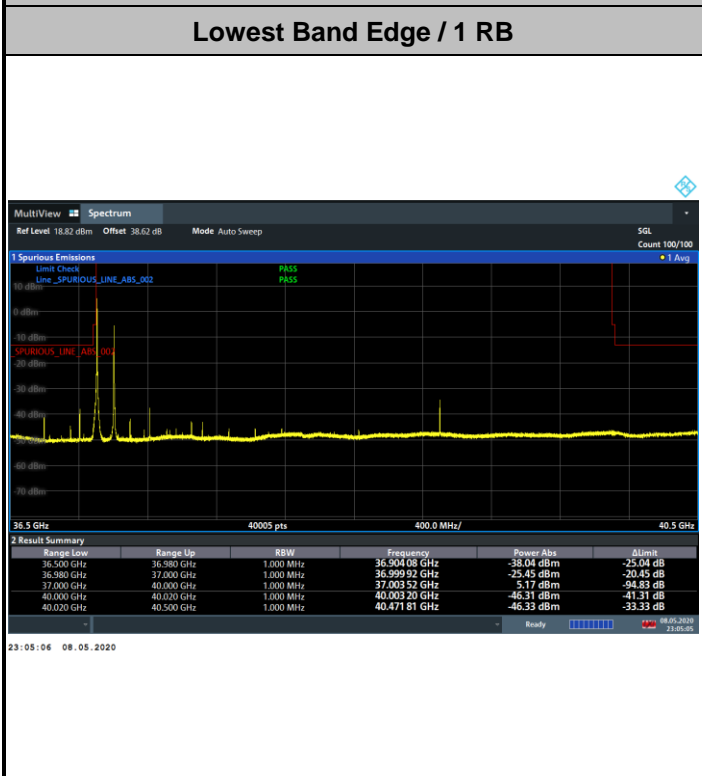 Lowest Band Edge / 1 RB
MultiView Spectrum
Ref Level 18.82 dBm Offset 38.62 dB Mode Auto Sweep SGL
Count 100/100
1 Spurious Emissions 1 Avg
Limit Check PASS
Line _SPURIOUS_LINE_ABS_002 PASS
10 dBm
0 dBm
-10 dBm
_SPURIOUS_LINE_ABS_002
-20 dBm
-30 dBm
-40 dBm
-60 dBm
-70 dBm
36.5 GHz 40005 pts 400.0 MHz/ 40.5 GHz
2 Result Summary
Range Low Range Up RBW Frequency Power Abs ΔLimit
36.500 GHz 36.980 GHz 1.000 MHz 36.904 08 GHz -38.04 dBm -25.04 dB
36.980 GHz 37.000 GHz 1.000 MHz 36.999 92 GHz -25.45 dBm -20.45 dB
37.000 GHz 40.000 GHz 1.000 MHz 37.003 52 GHz 5.17 dBm -94.83 dB
40.000 GHz 40.020 GHz 1.000 MHz 40.003 20 GHz -46.31 dBm -41.31 dB
40.020 GHz 40.500 GHz 1.000 MHz 40.471 81 GHz -46.33 dBm -33.33 dB
Ready 08.05.2020
23:05:05
23:05:06 08.05.2020